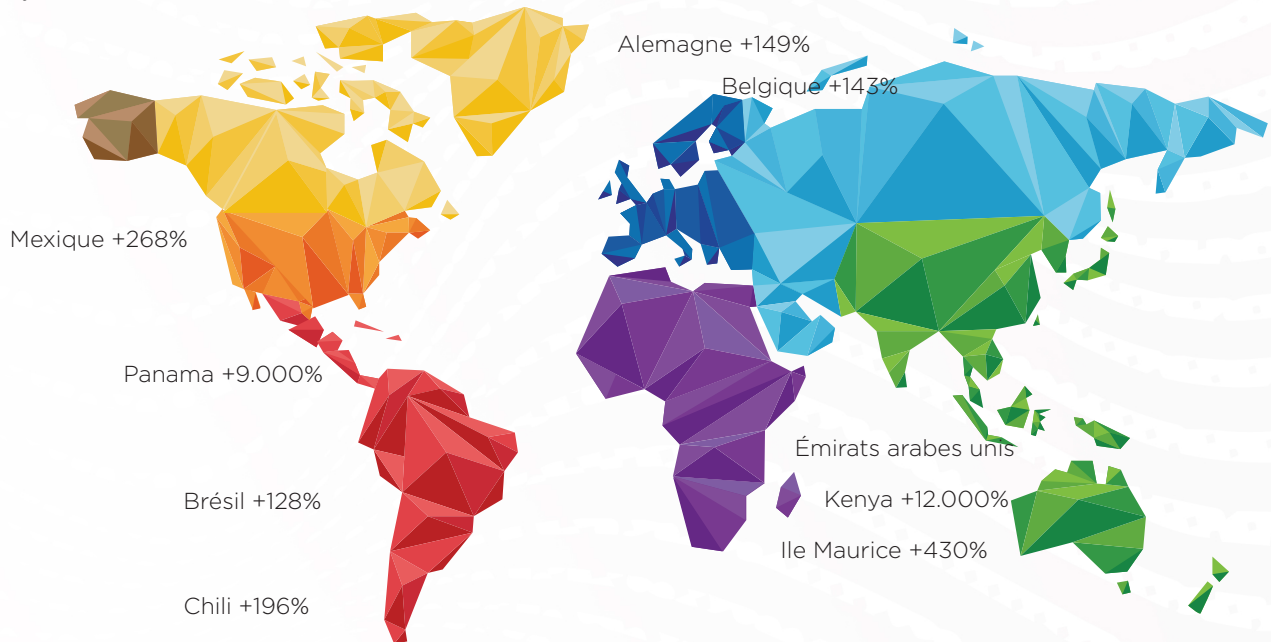 Alemagne +149%
Belgique +143%
Mexique +268%
Panama +9.000%
Émirats arabes unis
Brésil +128%
Kenya +12.000%
Ile Maurice +430%
Chili +196%